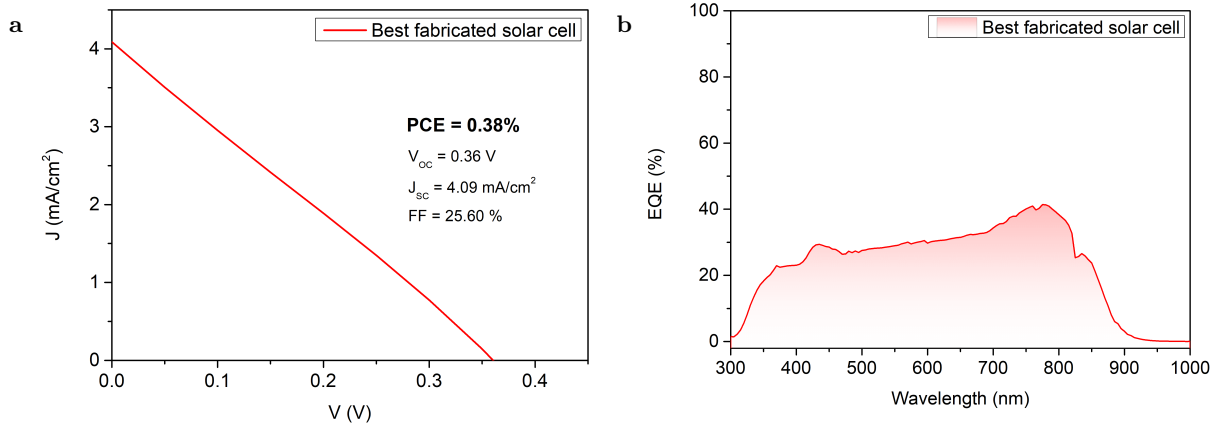 a
Best fabricated solar cell
4
3
2
1
0
J (mA/cm²)
PCE = 0.38%
V_OC = 0.36 V
J_SC = 4.09 mA/cm²
FF = 25.60 %
0.0 0.1 0.2 0.3 0.4
V (V)
b
Best fabricated solar cell
100
80
60
40
20
0
EQE (%)
300 400 500 600 700 800 900 1000
Wavelength (nm)